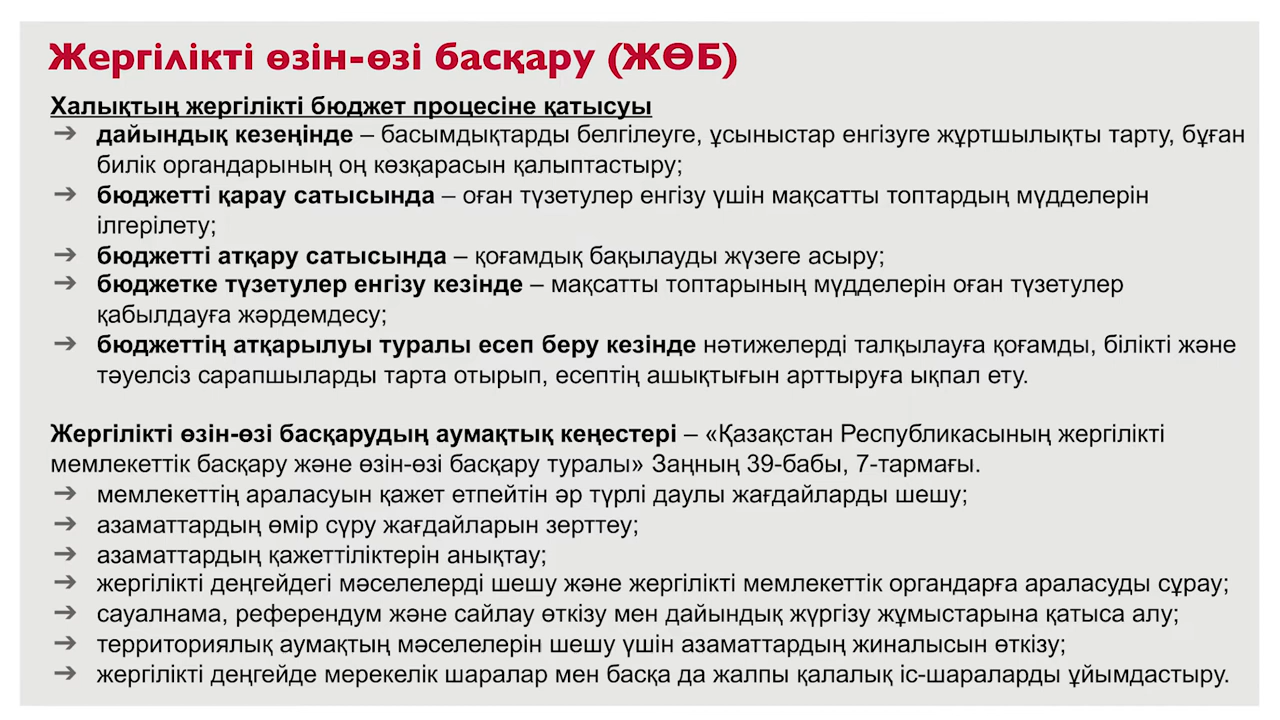 Жергілікті өзін-өзі басқару (ЖӨБ)
Халықтың жергілікті бюджет процесіне қатысуы
➔ дайындық кезеңінде – басымдықтарды белгілеуге, ұсыныстар енгізуге жұртшылықты тарту, бұған
билік органдарының оң көзқарасын қалыптастыру;
➔ бюджетті қарау сатысында – оған түзетулер енгізу үшін мақсатты топтардың мүдделерін
ілгерілету;
➔ бюджетті атқару сатысында – қоғамдық бақылауды жүзеге асыру;
➔ бюджетке түзетулер енгізу кезінде – мақсатты топтарының мүдделерін оған түзетулер
қабылдауға жәрдемдесу;
➔ бюджеттің атқарылуы туралы есеп беру кезінде нәтижелерді талқылауға қоғамды, білікті және
тәуелсіз сарапшыларды тарта отырып, есептің ашықтығын арттыруға ықпал ету.
Жергілікті өзін-өзі басқарудың аумақтық кеңестері – «Қазақстан Республикасының жергілікті
мемлекеттік басқару және өзін-өзі басқару туралы» Заңның 39-бабы, 7-тармағы.
➔ мемлекеттің араласуын қажет етпейтін әр түрлі даулы жағдайларды шешу;
➔ азаматтардың өмір сүру жағдайларын зерттеу;
➔ азаматтардың қажеттіліктерін анықтау;
➔ жергілікті деңгейдегі мәселелерді шешу және жергілікті мемлекеттік органдарға араласуды сұрау;
➔ сауалнама, референдум және сайлау өткізу мен дайындық жүргізу жұмыстарына қатыса алу;
➔ территориялық аумақтың мәселелерін шешу үшін азаматтардың жиналысын өткізу;
➔ жергілікті деңгейде мерекелік шаралар мен басқа да жалпы қалалық іс-шараларды ұйымдастыру.